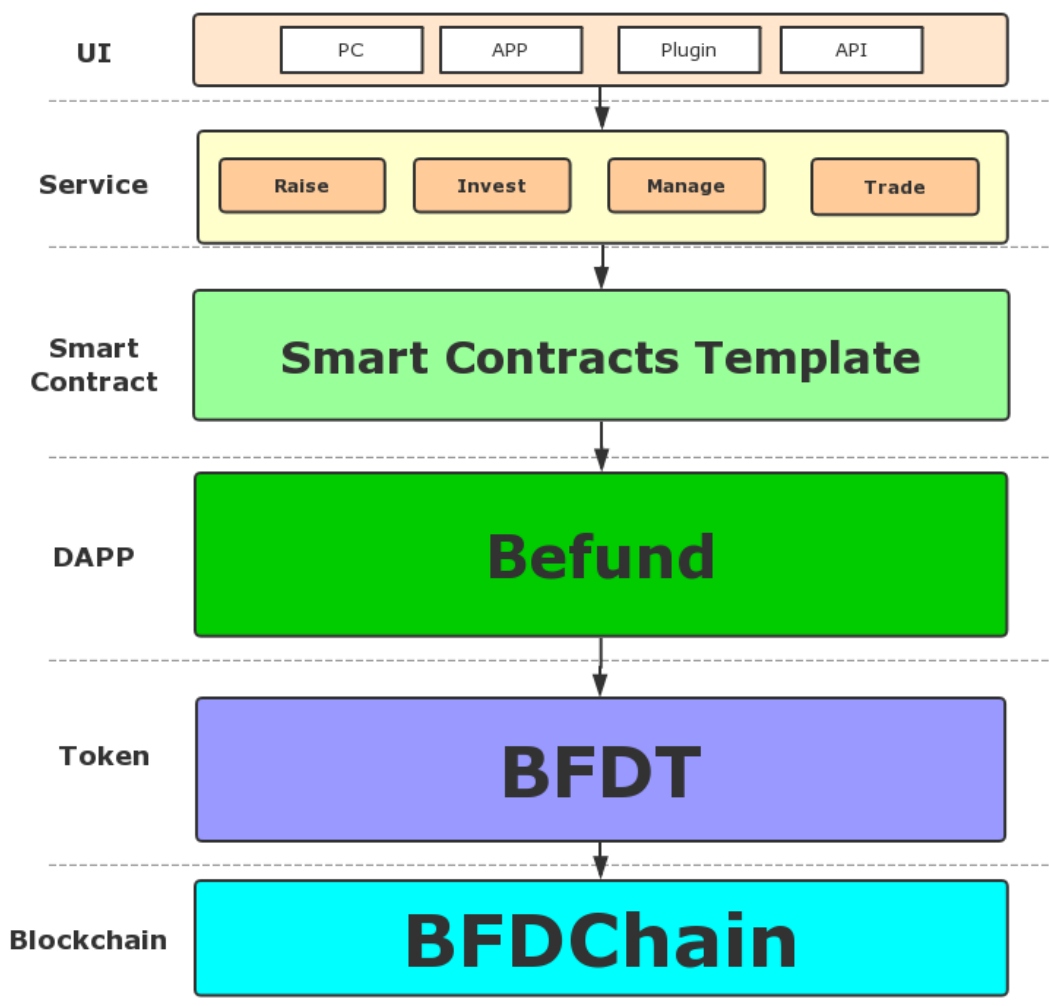 UI
PC
APP
Plugin
API
Service
Raise
Invest
Manage
Trade
Smart
Contract
Smart Contracts Template
DAPP
Befund
Token
BFDT
Blockchain
BFDChain